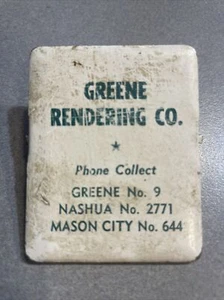 GREENE
RENDERING CO.
★
Phone Collect
GREENE No. 9
NASHUA No. 2771
MASON CITY No. 644